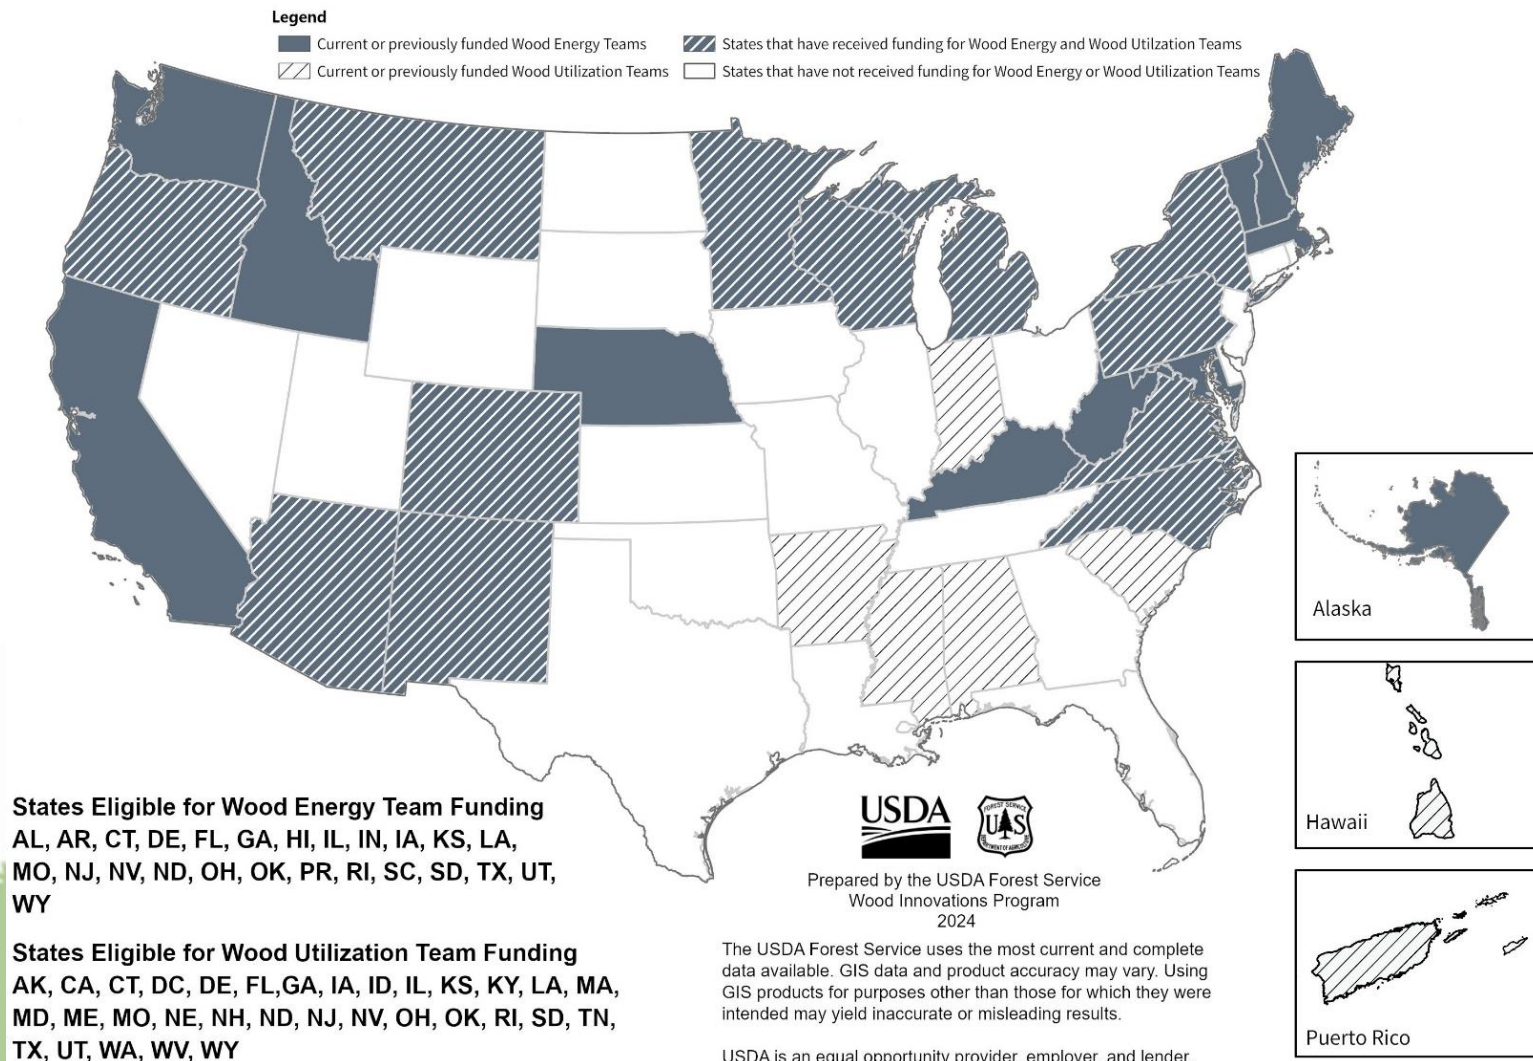 Legend
Current or previously funded Wood Energy Teams
States that have received funding for Wood Energy and Wood Utilzation Teams
Current or previously funded Wood Utilization Teams
States that have not received funding for Wood Energy or Wood Utilization Teams
Alaska
Hawaii
Puerto Rico
States Eligible for Wood Energy Team Funding
AL, AR, CT, DE, FL, GA, HI, IL, IN, IA, KS, LA,
MO, NJ, NV, ND, OH, OK, PR, RI, SC, SD, TX, UT,
WY
States Eligible for Wood Utilization Team Funding
AK, CA, CT, DC, DE, FL,GA, IA, ID, IL, KS, KY, LA, MA,
MD, ME, MO, NE, NH, ND, NJ, NV, OH, OK, RI, SD, TN,
TX, UT, WA, WV, WY
USDA
FOREST SERVICE
U S
DEPARTMENT OF AGRICULTURE
Prepared by the USDA Forest Service
Wood Innovations Program
2024
The USDA Forest Service uses the most current and complete
data available. GIS data and product accuracy may vary. Using
GIS products for purposes other than those for which they were
intended may yield inaccurate or misleading results.
USDA is an equal opportunity provider, employer, and lender